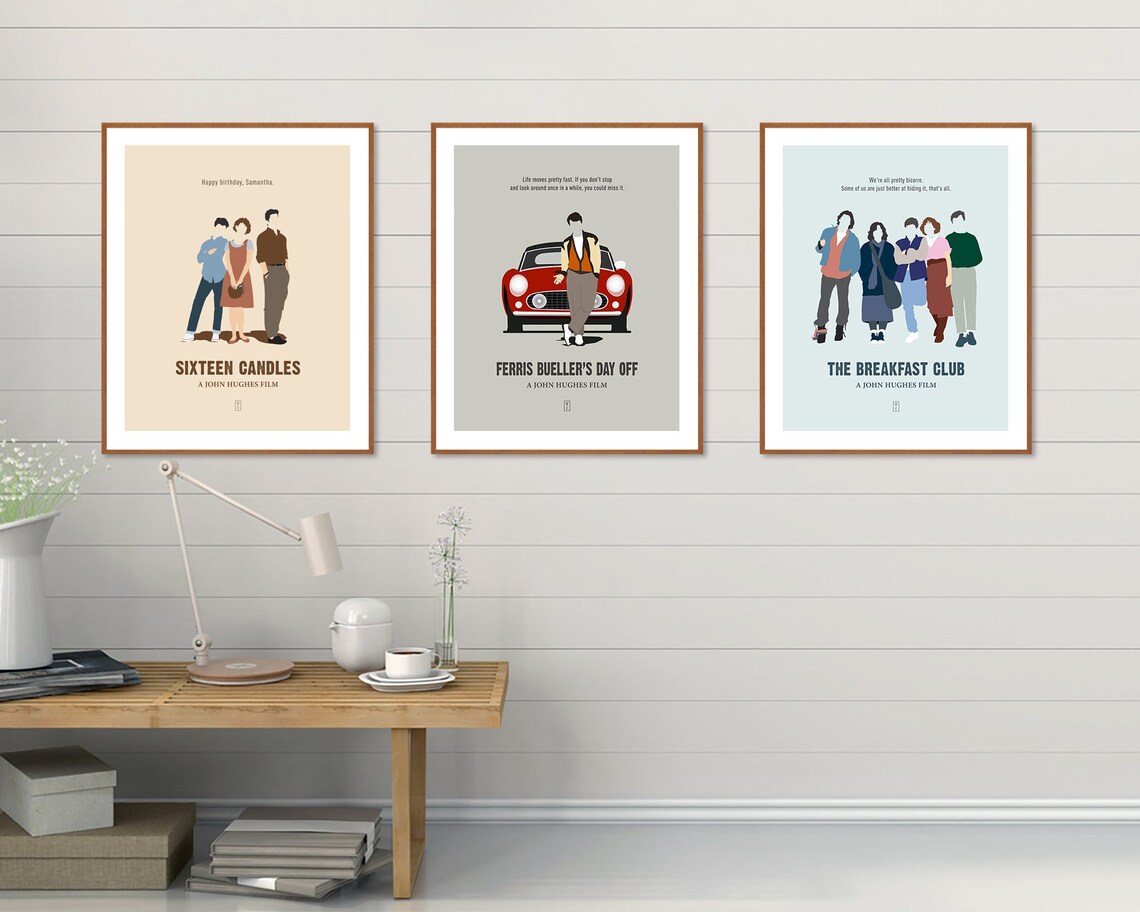 Happy birthday, Samantha.
SIXTEEN CANDLES
A JOHN HUGHES FILM
Life moves pretty fast. If you don't stop
and look around once in a while, you could miss it.
FERRIS BUELLER'S DAY OFF
A JOHN HUGHES FILM
We're all pretty bizarre.
Some of us are just better at hiding it, that's all.
THE BREAKFAST CLUB
A JOHN HUGHES FILM